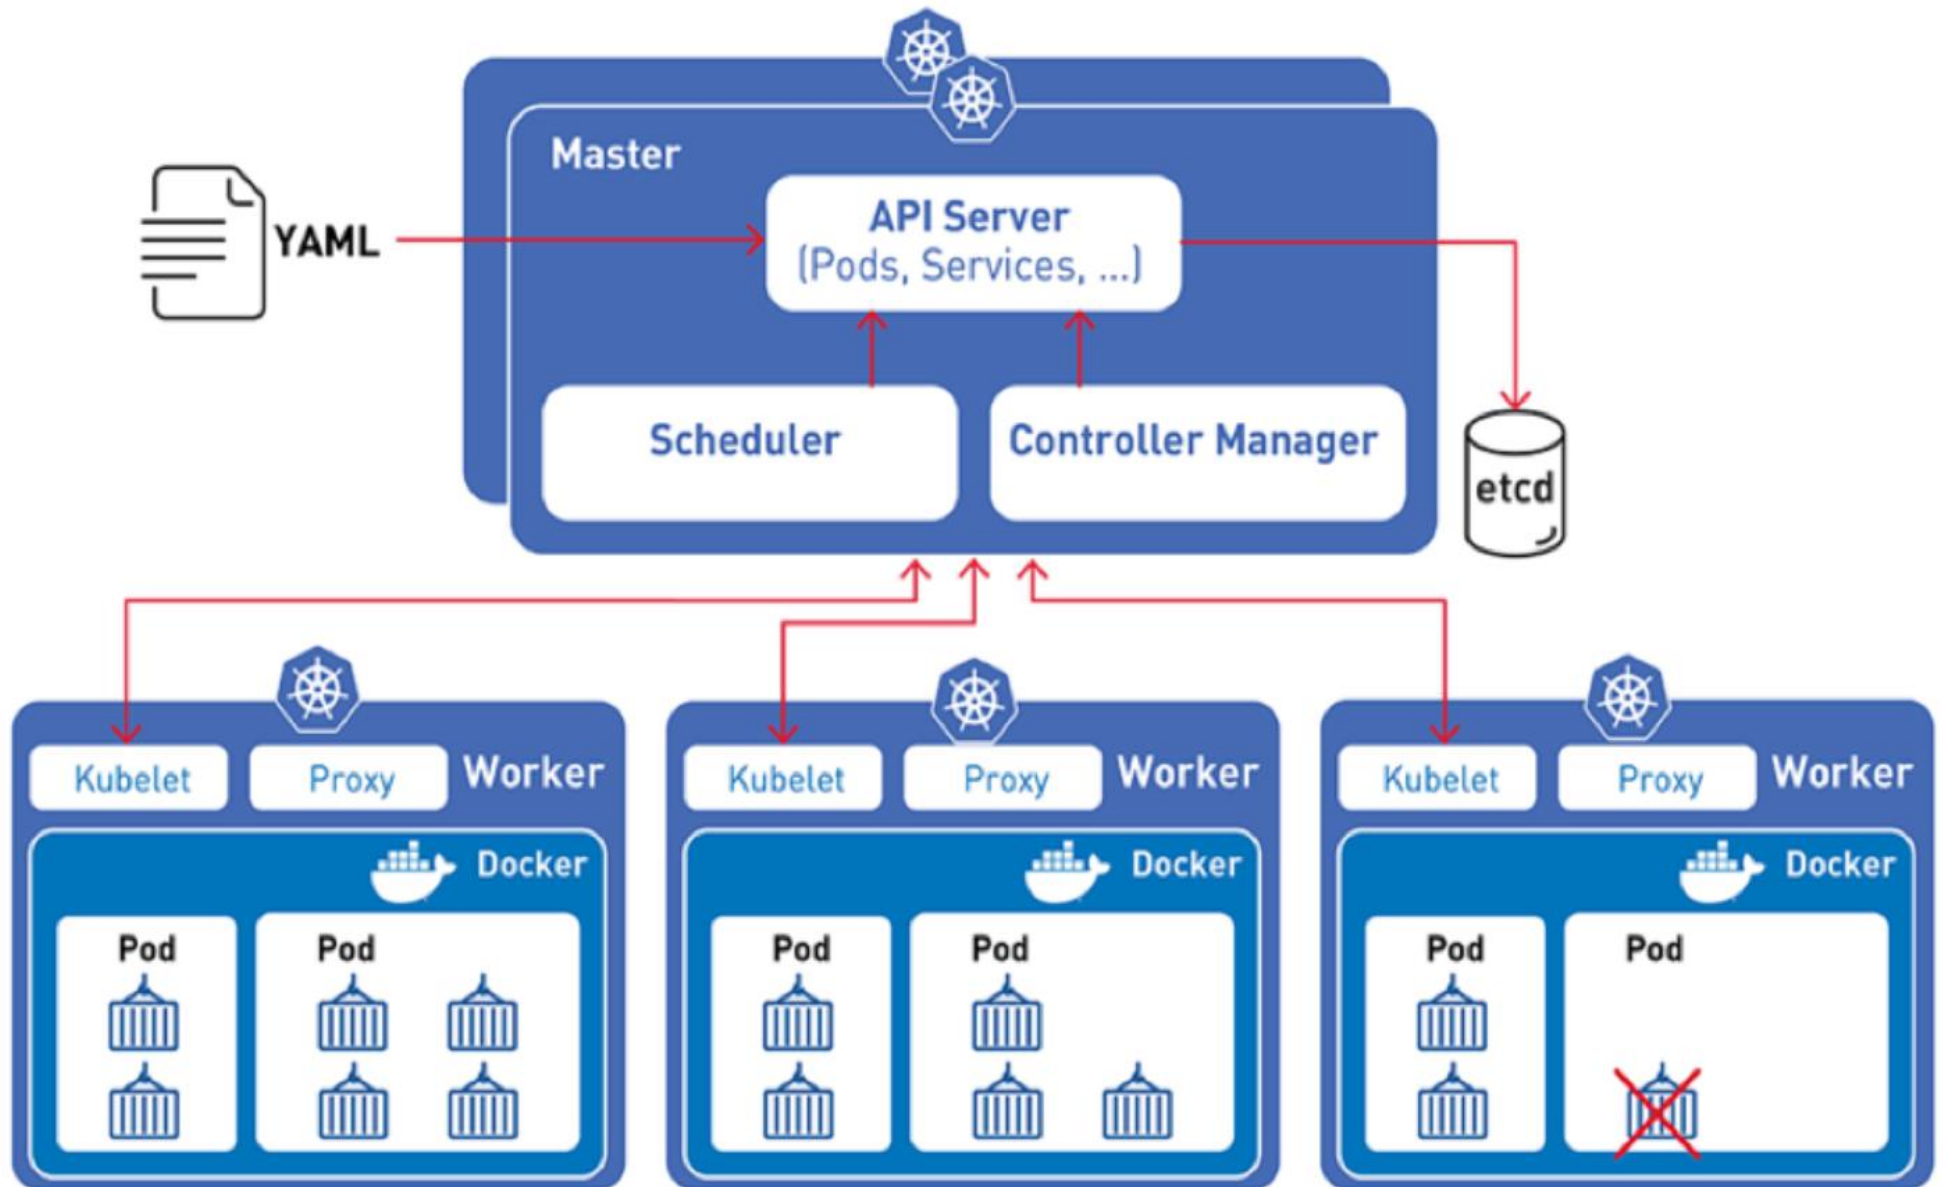 Master
API Server
(Pods, Services, ...)
YAML
Scheduler
Controller Manager
etcd
Kubelet
Proxy
Worker
Docker
Pod
Pod
Kubelet
Proxy
Worker
Docker
Pod
Pod
Kubelet
Proxy
Worker
Docker
Pod
Pod